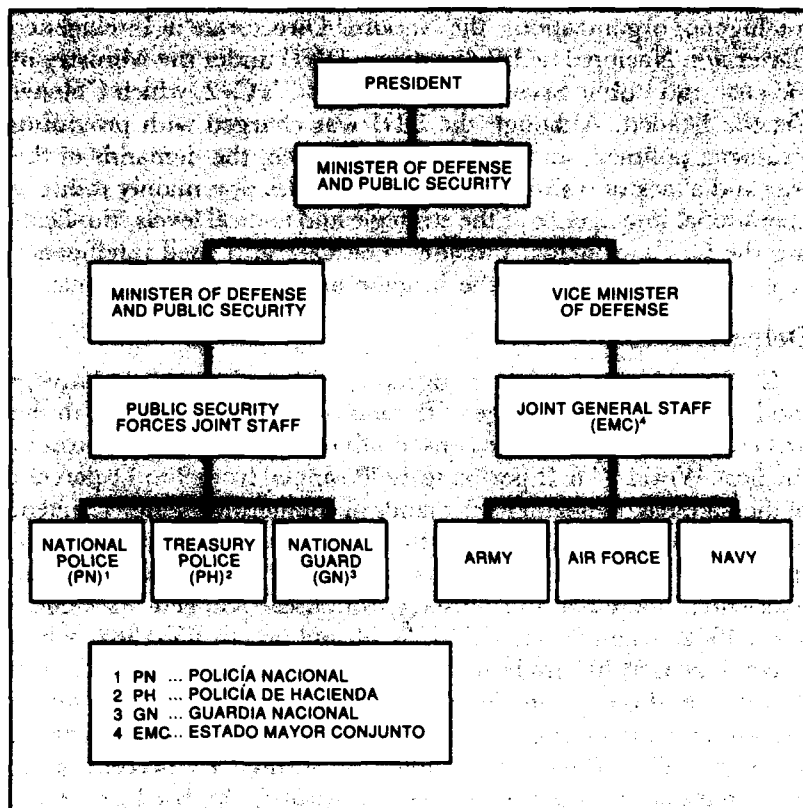 PRESIDENT
MINISTER OF DEFENSE
AND PUBLIC SECURITY
MINISTER OF DEFENSE
AND PUBLIC SECURITY
VICE MINISTER
OF DEFENSE
PUBLIC SECURITY
FORCES JOINT STAFF
JOINT GENERAL STAFF
(EMC)⁴
NATIONAL
POLICE
(PN)¹
TREASURY
POLICE
(PH)²
NATIONAL
GUARD
(GN)³
ARMY
AIR FORCE
NAVY
1 PN ... POLICÍA NACIONAL
2 PH ... POLICÍA DE HACIENDA
3 GN ... GUARDIA NACIONAL
4 EMC... ESTADO MAYOR CONJUNTO